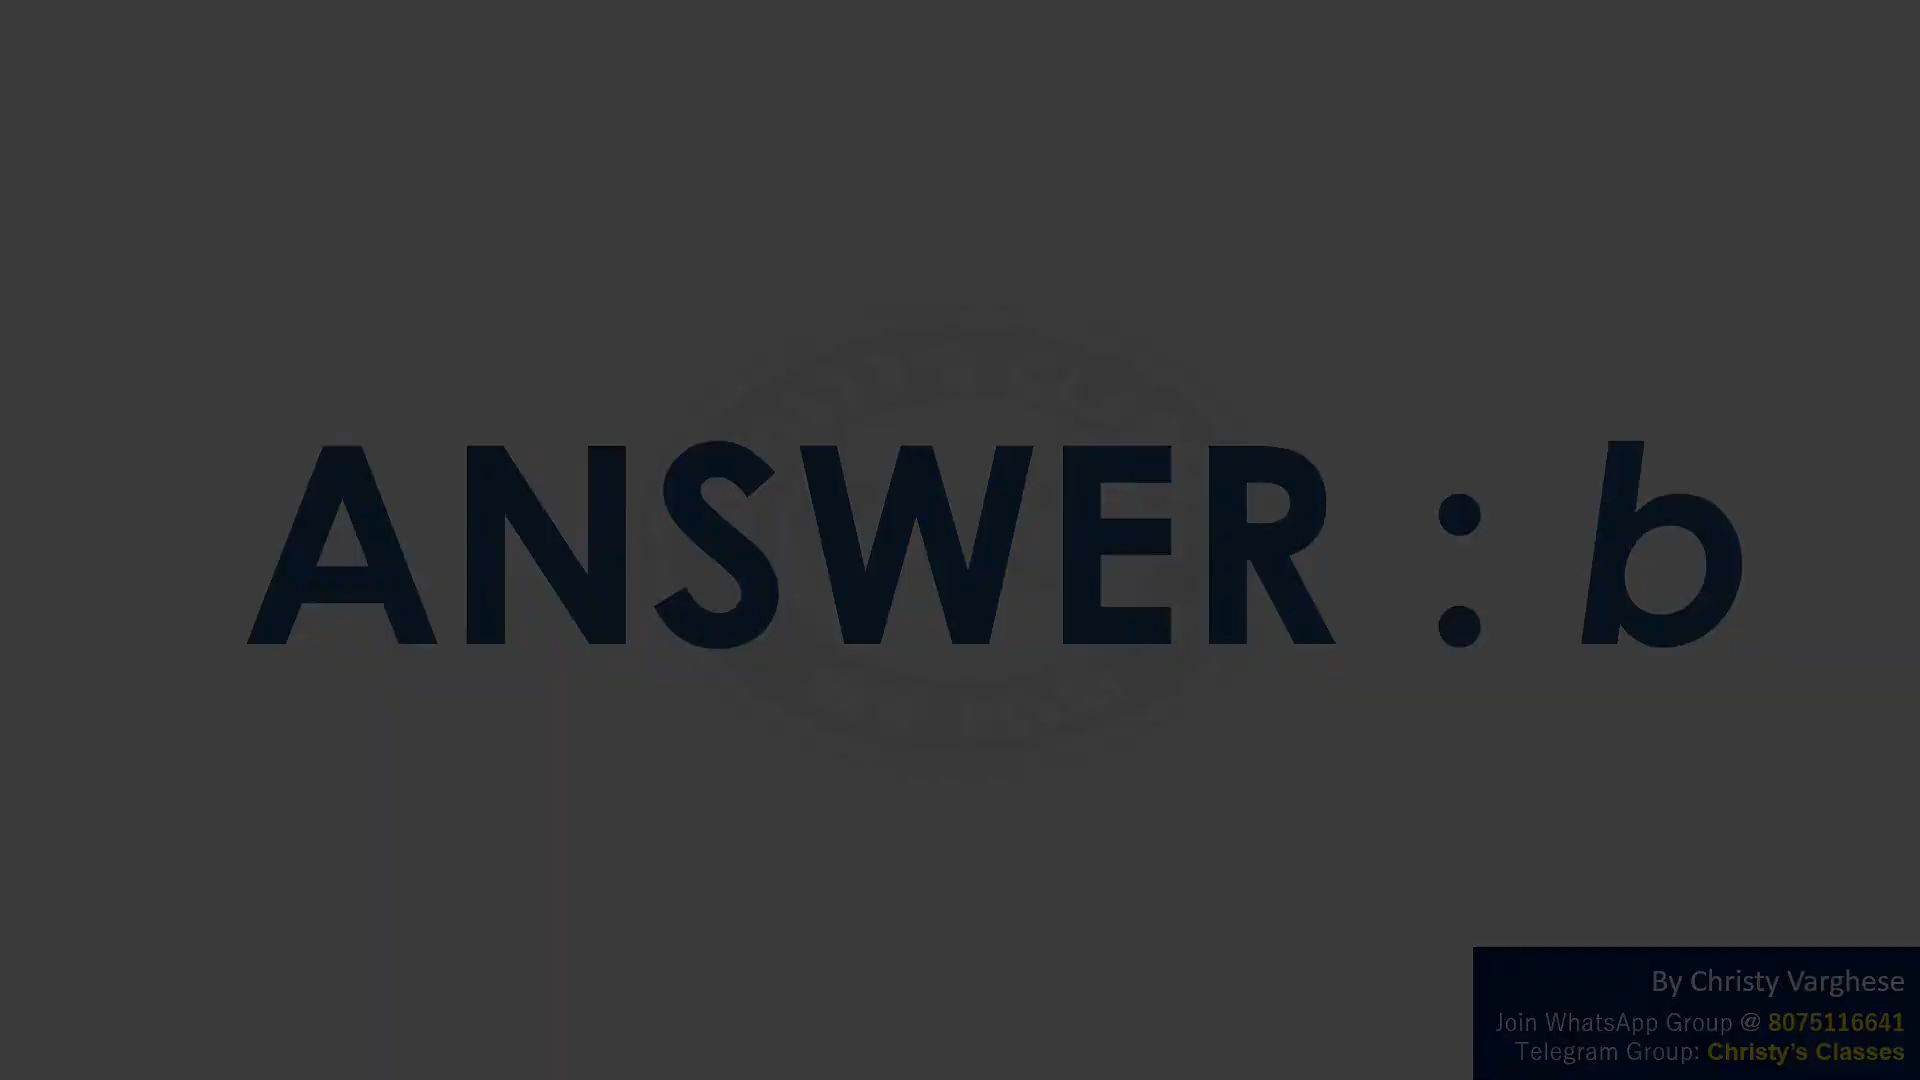 ANSWER : b
By Christy Varghese
Join WhatsApp Group @ 8075116641
Telegram Group: Christy's Classes